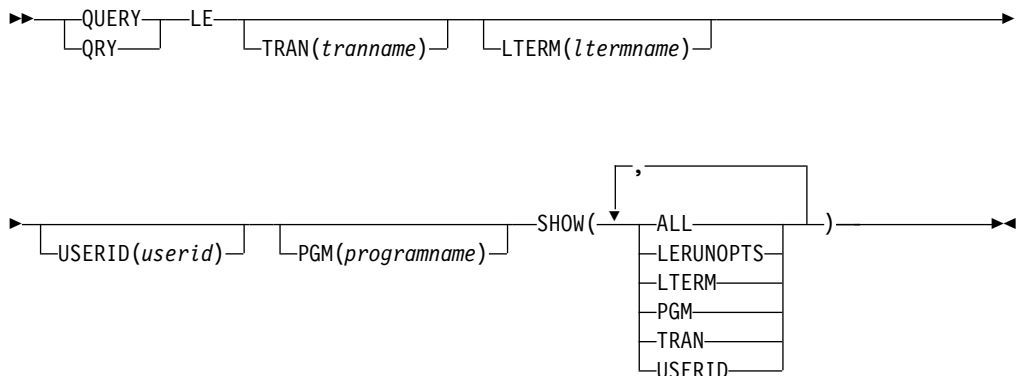 QUERY LE
QRY
TRAN(tranname) LTERM(ltermname)
,
SHOW( ALL )
USERID(userid) PGM(programname) LERUNOPTS
LTERM
PGM
TRAN
USERID